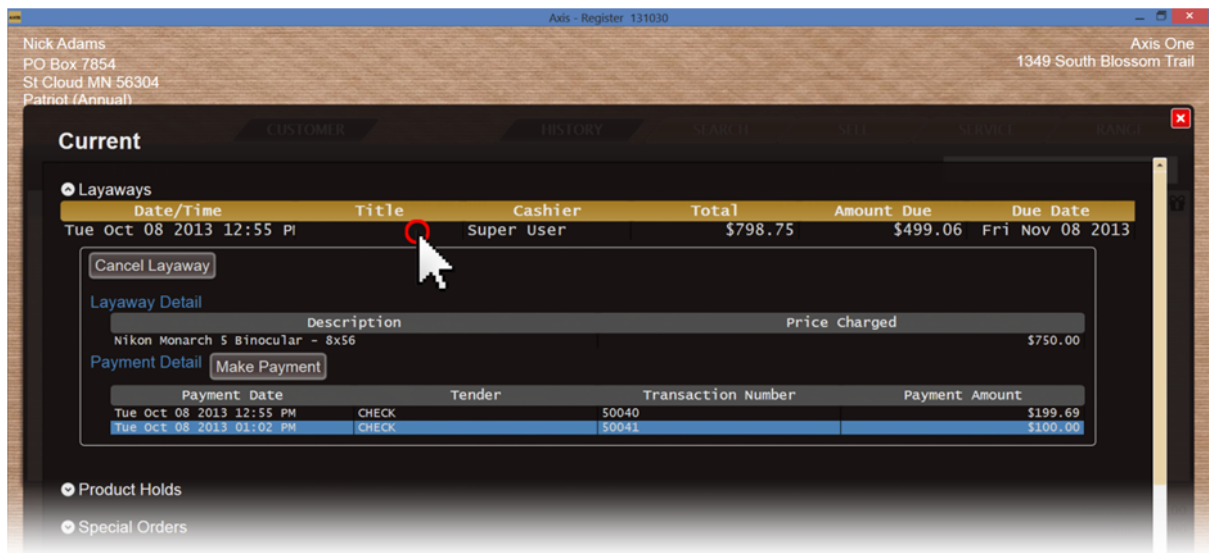 Axis - Register 131030
Nick Adams
PO Box 7854
St Cloud MN 56304
Patriot (Annual)
Axis One
1349 South Blossom Trail
CUSTOMER HISTORY SEARCH SELL SERVICE RANGE
Current
Layaways
Date/Time Title Cashier Total Amount Due Due Date
Tue Oct 08 2013 12:55 PM Super User $798.75 $499.06 Fri Nov 08 2013
Cancel Layaway
Layaway Detail
Description Price Charged
Nikon Monarch 5 Binocular - 8x56 $750.00
Payment Detail Make Payment
Payment Date Tender Transaction Number Payment Amount
Tue Oct 08 2013 12:55 PM CHECK 50040 $199.69
Tue Oct 08 2013 01:02 PM CHECK 50041 $100.00
Product Holds
Special Orders